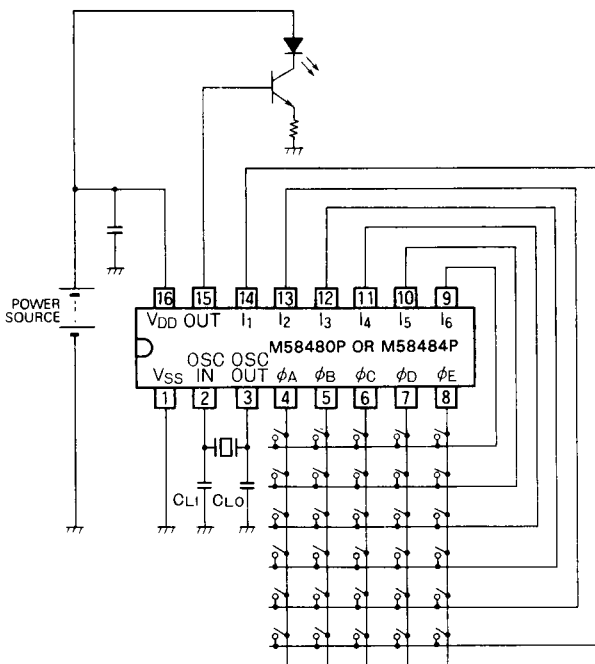 POWER
SOURCE
16 15 14 13 12 11 10 9
VDD OUT I1 I2 I3 I4 I5 I6
M58480P OR M58484P
OSC OSC
VSS IN OUT φA φB φC φD φE
1 2 3 4 5 6 7 8
CLI CLO